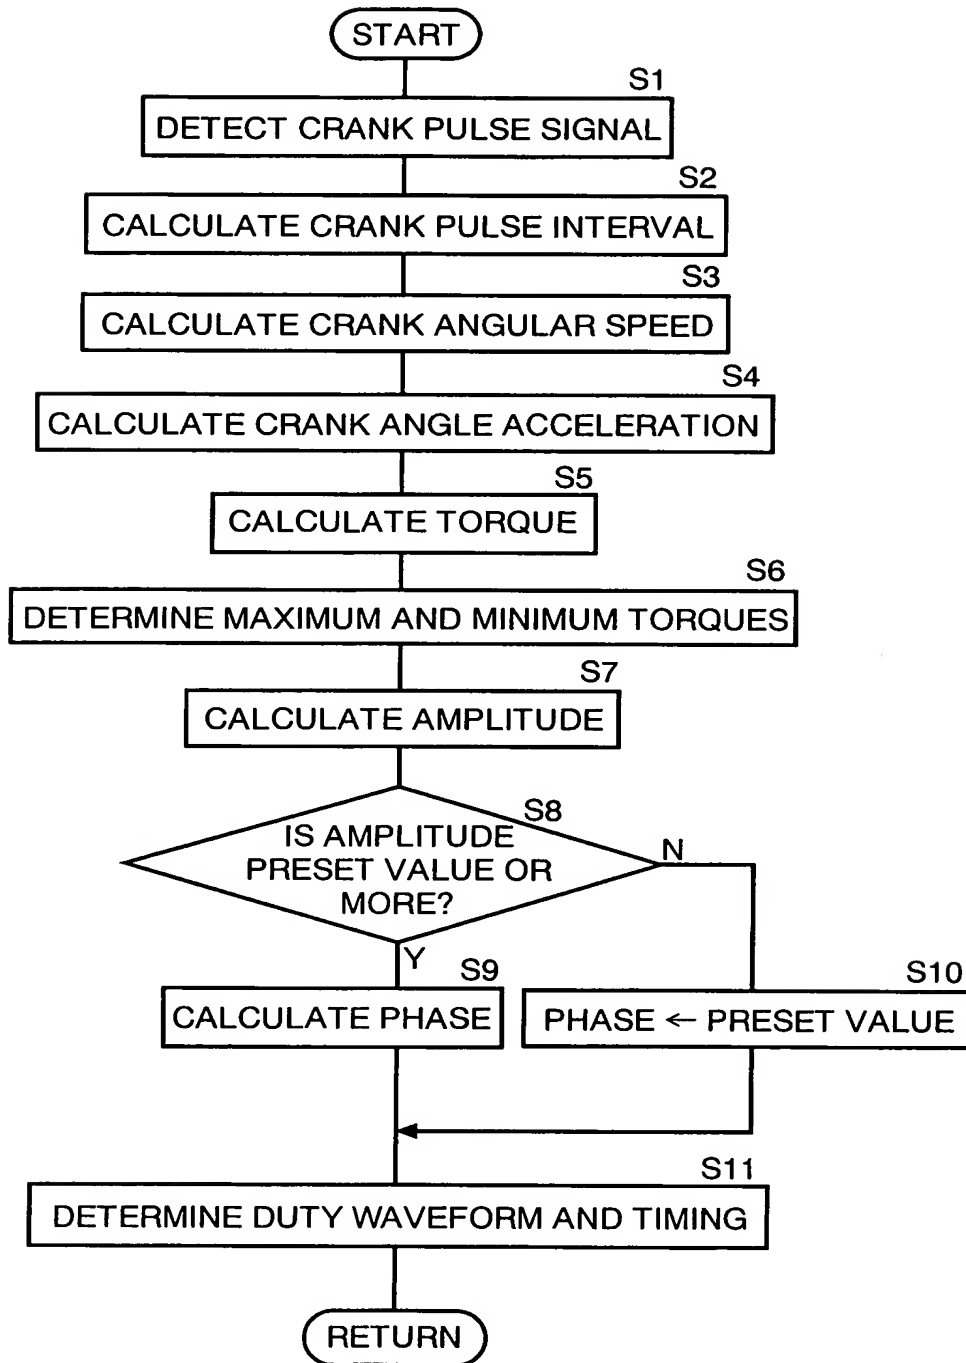 START
S1
DETECT CRANK PULSE SIGNAL
S2
CALCULATE CRANK PULSE INTERVAL
S3
CALCULATE CRANK ANGULAR SPEED
S4
CALCULATE CRANK ANGLE ACCELERATION
S5
CALCULATE TORQUE
S6
DETERMINE MAXIMUM AND MINIMUM TORQUES
S7
CALCULATE AMPLITUDE
S8
IS AMPLITUDE
PRESET VALUE OR
MORE?
N
Y
S9
CALCULATE PHASE
S10
PHASE ← PRESET VALUE
S11
DETERMINE DUTY WAVEFORM AND TIMING
RETURN